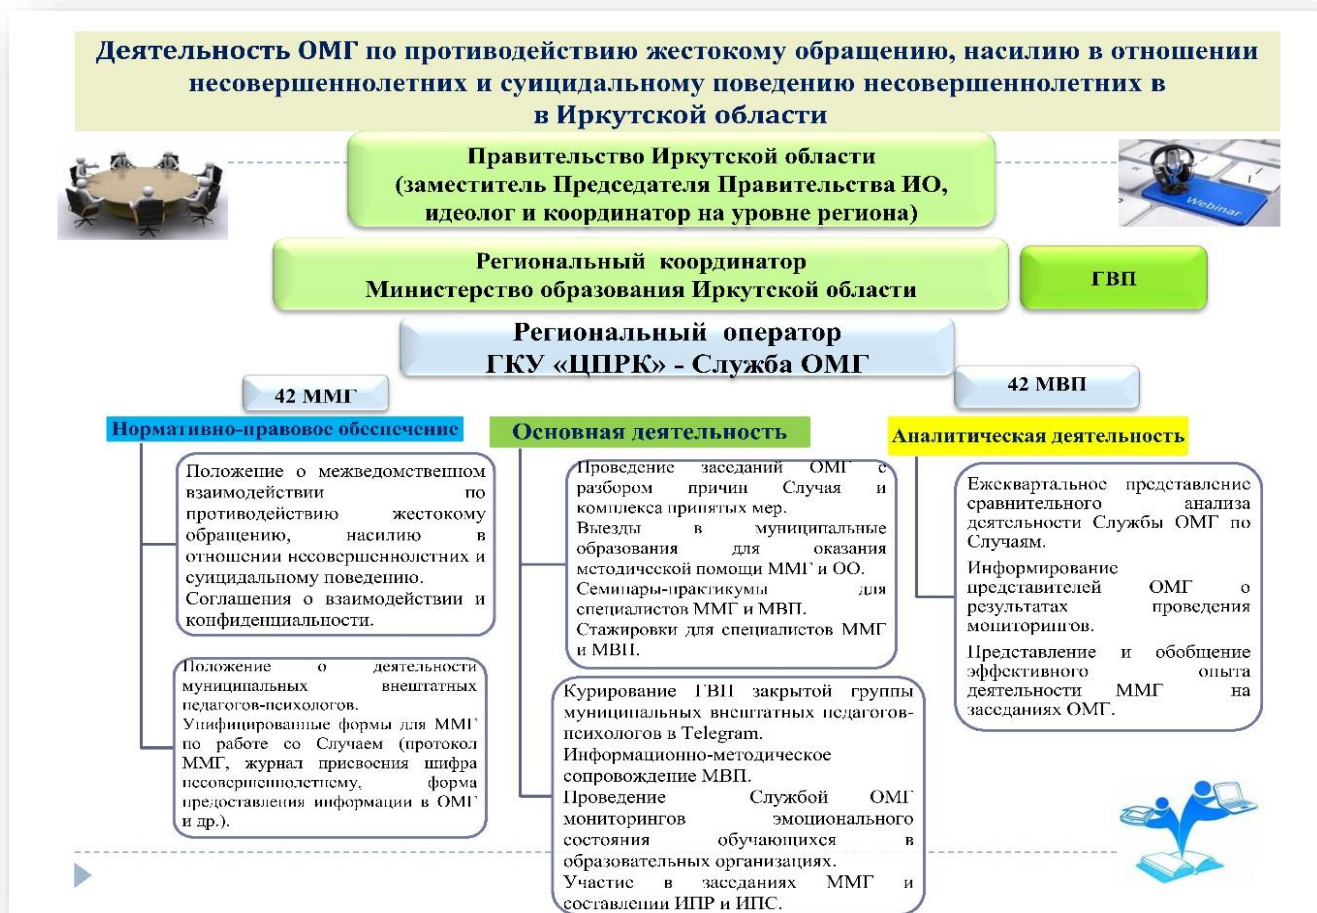 Деятельность ОМГ по противодействию жестокому обращению, насилию в отношении
несовершеннолетних и суицидальному поведению несовершеннолетних в
в Иркутской области
Правительство Иркутской области
(заместитель Председателя Правительства ИО,
идеолог и координатор на уровне региона)
Webinar
Региональный координатор
Министерство образования Иркутской области
ГВП
Региональный оператор
ГКУ «ЦПРК» - Служба ОМГ
42 ММГ
42 МВП
Нормативно-правовое обеспечение
Положение о межведомственном
взаимодействии по
противодействию жестокому
обращению, насилию в
отношении несовершеннолетних и
суицидальному поведению.
Соглашения о взаимодействии и
конфиденциальности.
Положение о деятельности
муниципальных внештатных
педагогов-психологов.
Унифицированные формы для ММГ
по работе со Случаем (протокол
ММГ, журнал присвоения шифра
несовершеннолетнему, форма
предоставления информации в ОМГ
и др.).
Основная деятельность
Проведение заседаний ОМГ с
разбором причин Случая и
комплекса принятых мер.
Выезды в муниципальные
образования для оказания
методической помощи ММГ и ОО.
Семинары-практикумы для
специалистов ММГ и МВП.
Стажировки для специалистов ММГ
и МВП.
Курирование ГВП закрытой группы
муниципальных внештатных педагогов-
психологов в Telegram.
Информационно-методическое
сопровождение МВП.
Проведение Службой ОМГ
мониторингов эмоционального
состояния обучающихся в
образовательных организациях.
Участие в заседаниях ММГ и
составлении ИПР и ИПС.
Аналитическая деятельность
Ежеквартальное представление
сравнительного анализа
деятельности Службы ОМГ по
Случаям.
Информирование
представителей ОМГ о
результатах проведения
мониторингов.
Представление и обобщение
эффективного опыта
деятельности ММГ на
заседаниях ОМГ.